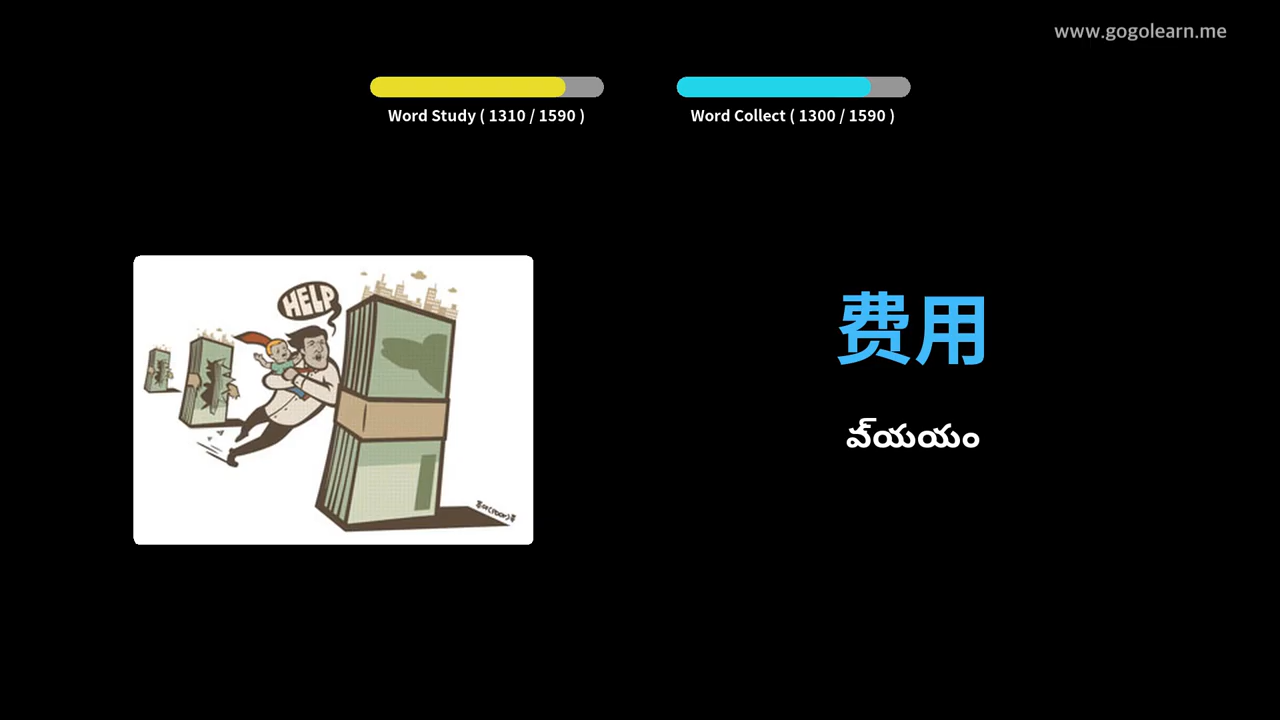 www.gogolearn.me
Word Study ( 1310 / 1590 )
Word Collect ( 1300 / 1590 )
HELP
费用
వ్యయం